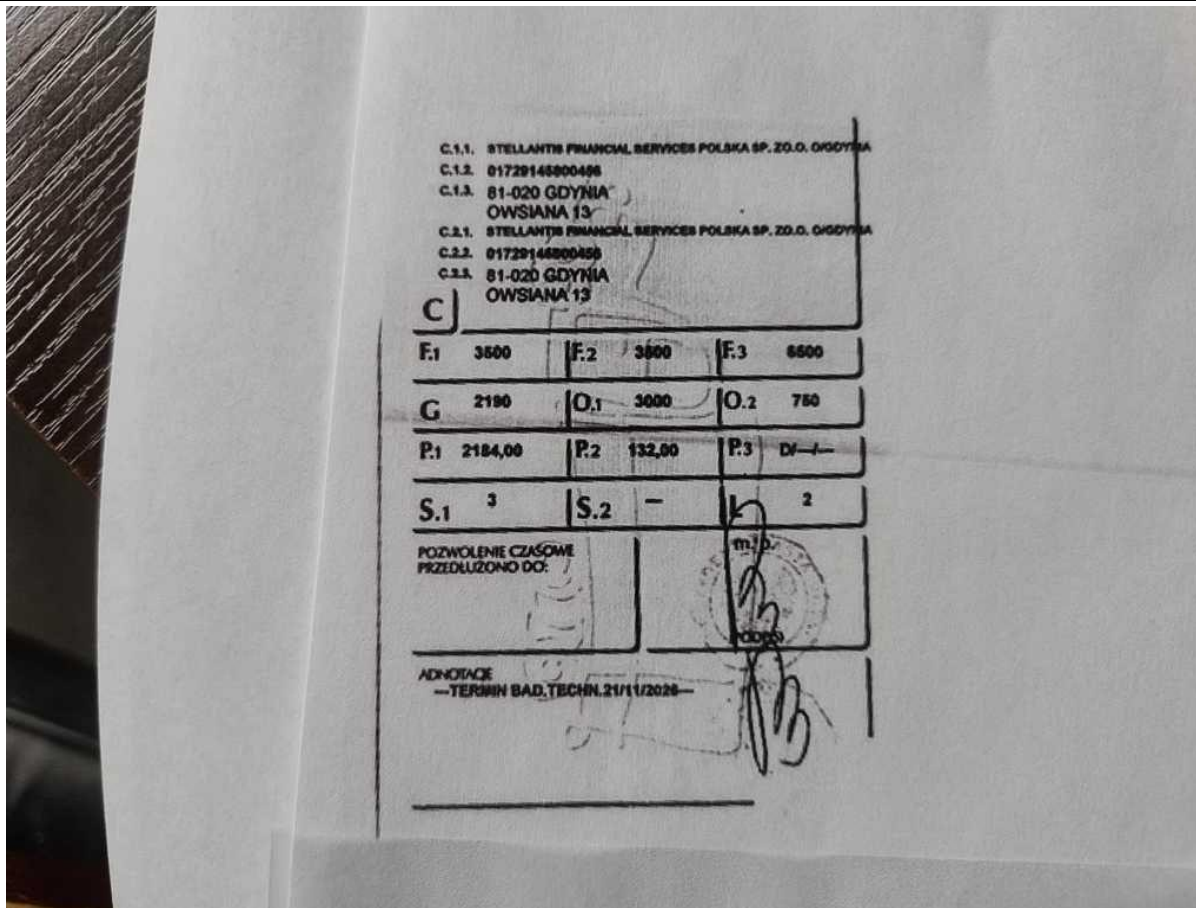 C.1.1. STELLANTIS FINANCIAL SERVICES POLSKA SP. ZO.O. O/GDYNIA
C.1.2. 01729145800456
C.1.3. 81-020 GDYNIA
OWSIANA 13
C.2.1. STELLANTIS FINANCIAL SERVICES POLSKA SP. ZO.O. O/GDYNIA
C.2.2. 01729145800456
C.2.3. 81-020 GDYNIA
OWSIANA 13
C
F.1 3500 F.2 3500 F.3 6500
G 2190 O.1 3000 O.2 750
P.1 2184,00 P.2 132,00 P.3 D/---/---
S.1 3 S.2 — L 2
POZWOLENIE CZASOWE
PRZEDŁUŻONO DO:
m.p.
ADNOTACJE
---TERMIN BAD.TECHN.21/11/2026---